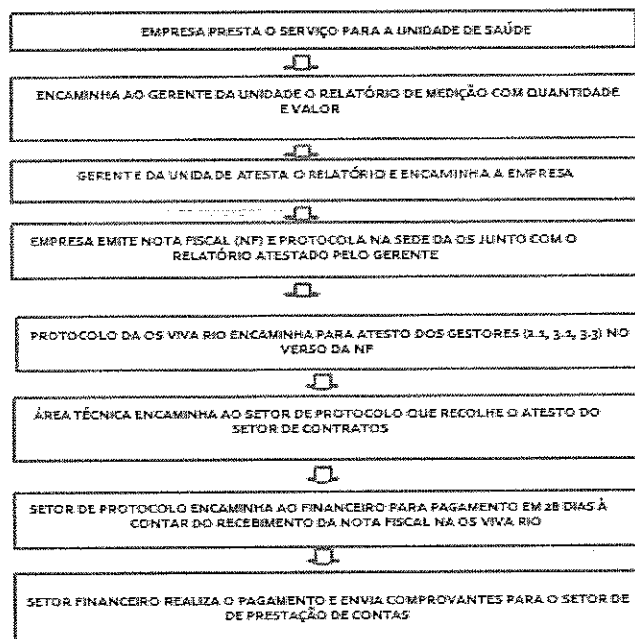 EMPRESA PRESTA O SERVIÇO PARA A UNIDADE DE SAÚDE
ENCAMINHA AO GERENTE DA UNIDADE O RELATÓRIO DE MEDIÇÃO COM QUANTIDADE
E VALOR
GERENTE DA UNIDADE ATESTA O RELATÓRIO E ENCAMINHA A EMPRESA
EMPRESA EMITE NOTA FISCAL (NF) E PROTOCOLA NA SEDE DA OS JUNTO COM O
RELATÓRIO ATESTADO PELO GERENTE
PROTOCOLO DA OS VIVA RIO ENCAMINHA PARA ATESTO DOS GESTORES (2.1, 3.1, 3.3) NO
VERSO DA NF
ÁREA TÉCNICA ENCAMINHA AO SETOR DE PROTOCOLO QUE RECOLHE O ATESTO DO
SETOR DE CONTRATOS
SETOR DE PROTOCOLO ENCAMINHA AO FINANCEIRO PARA PAGAMENTO EM 28 DIAS À
CONTAR DO RECEBIMENTO DA NOTA FISCAL NA OS VIVA RIO
SETOR FINANCEIRO REALIZA O PAGAMENTO E ENVIA COMPROVANTES PARA O SETOR DE
DE PRESTAÇÃO DE CONTAS